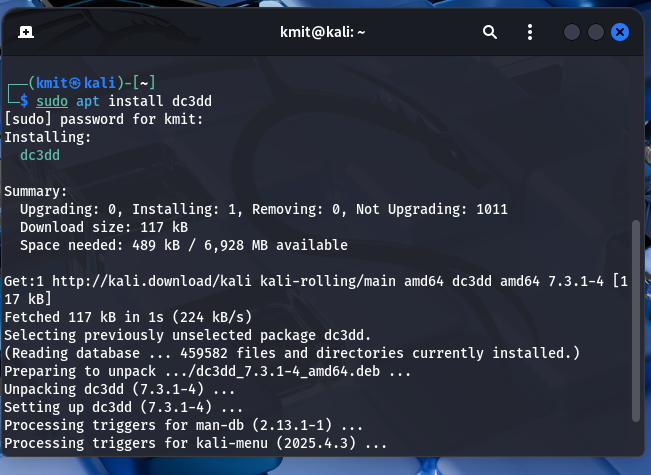 kmit@kali: ~
┌──(kmit㉿kali)-[~]
└─$ sudo apt install dc3dd
[sudo] password for kmit:
Installing:
  dc3dd

Summary:
  Upgrading: 0, Installing: 1, Removing: 0, Not Upgrading: 1011
  Download size: 117 kB
  Space needed: 489 kB / 6,928 MB available

Get:1 http://kali.download/kali kali-rolling/main amd64 dc3dd amd64 7.3.1-4 [1
17 kB]
Fetched 117 kB in 1s (224 kB/s)
Selecting previously unselected package dc3dd.
(Reading database ... 459582 files and directories currently installed.)
Preparing to unpack .../dc3dd_7.3.1-4_amd64.deb ...
Unpacking dc3dd (7.3.1-4) ...
Setting up dc3dd (7.3.1-4) ...
Processing triggers for man-db (2.13.1-1) ...
Processing triggers for kali-menu (2025.4.3) ...